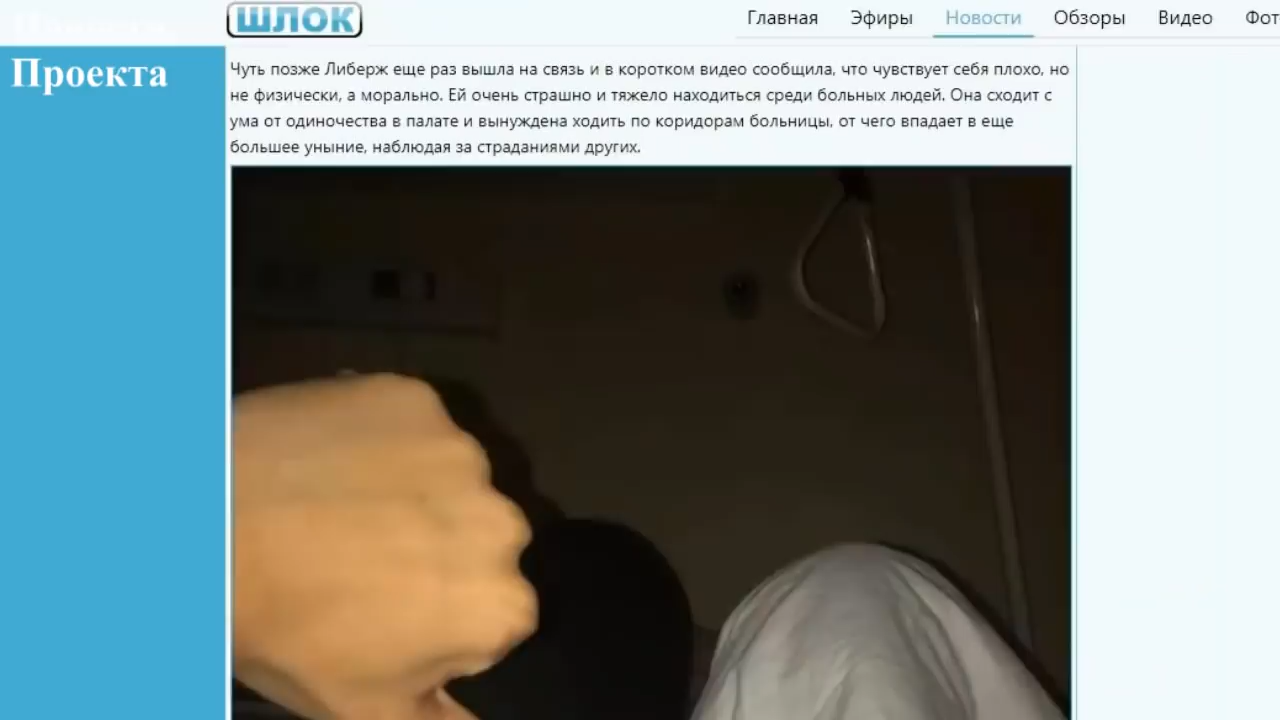 ШЛОК
Главная Эфиры Новости Обзоры Видео Фот
Проекта
Чуть позже Либерж еще раз вышла на связь и в коротком видео сообщила, что чувствует себя плохо, но
не физически, а морально. Ей очень страшно и тяжело находиться среди больных людей. Она сходит с
ума от одиночества в палате и вынуждена ходить по коридорам больницы, от чего впадает в еще
большее уныние, наблюдая за страданиями других.